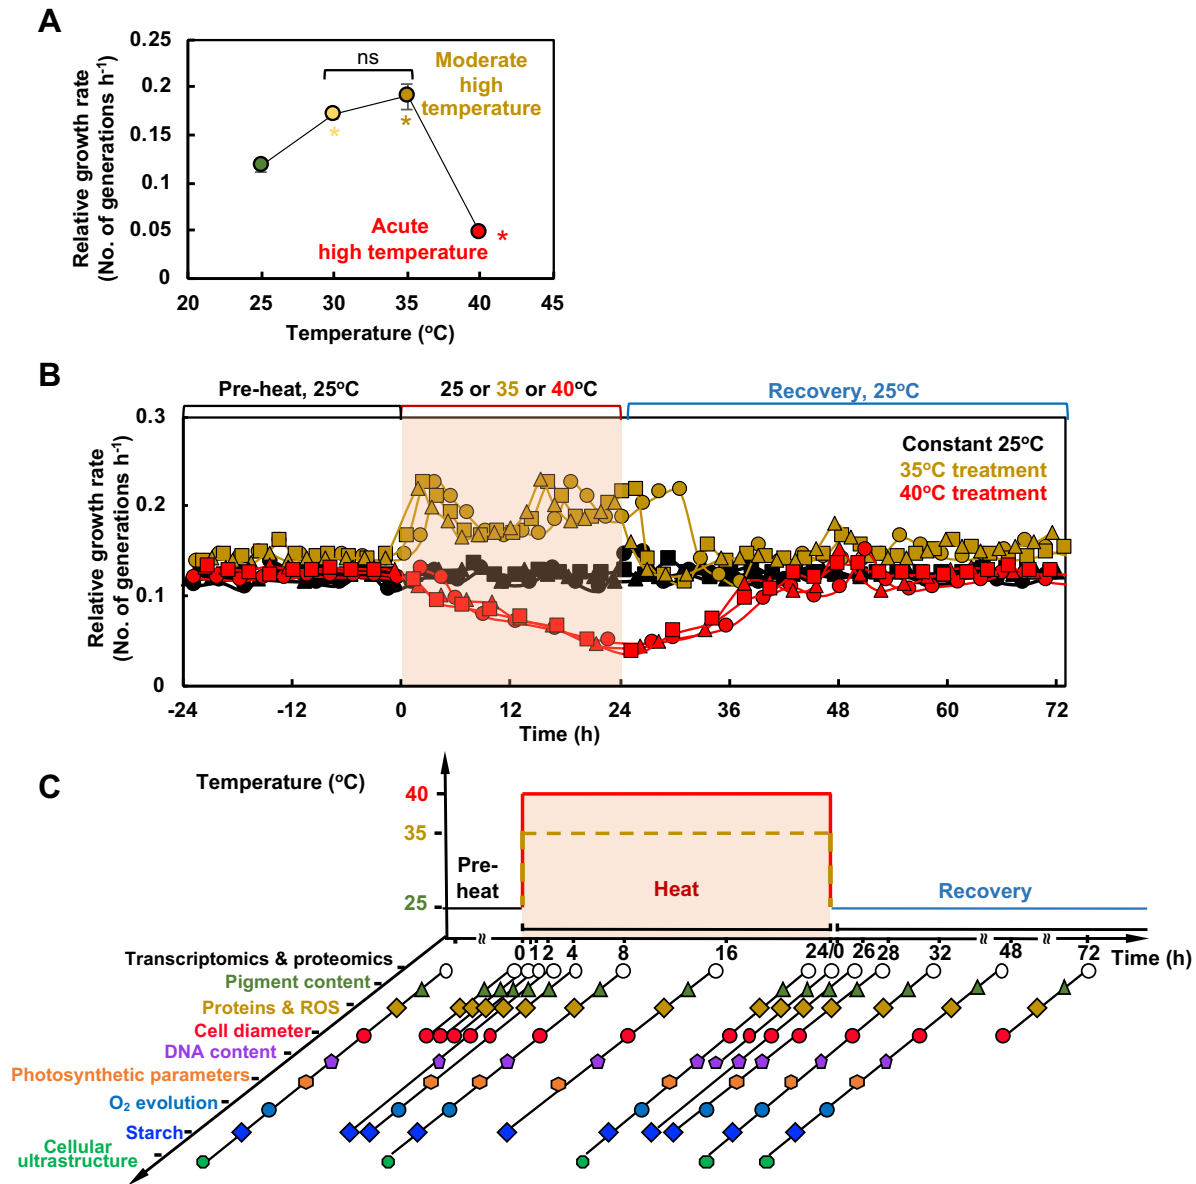 A
Relative growth rate
(No. of generations h-1)
0.25
0.2
0.15
0.1
0.05
0
20 25 30 35 40 45
Temperature (oC)
ns
Moderate
high
temperature
*
*
Acute
high temperature
*
B
Pre-heat, 25oC
25 or 35 or 40oC
Recovery, 25oC
Relative growth rate
(No. of generations h-1)
0.3
0.2
0.1
0
Constant 25oC
35oC treatment
40oC treatment
-24 -12 0 12 24 36 48 60 72
Time (h)
C
Temperature (oC)
40
35
25
Pre-
heat
Heat
Recovery
0 1 2 4 8 16 24/0 26 28 32 48 72
Time (h)
Transcriptomics & proteomics
Pigment content
Proteins & ROS
Cell diameter
DNA content
Photosynthetic parameters
O2 evolution
Starch
Cellular
ultrastructure